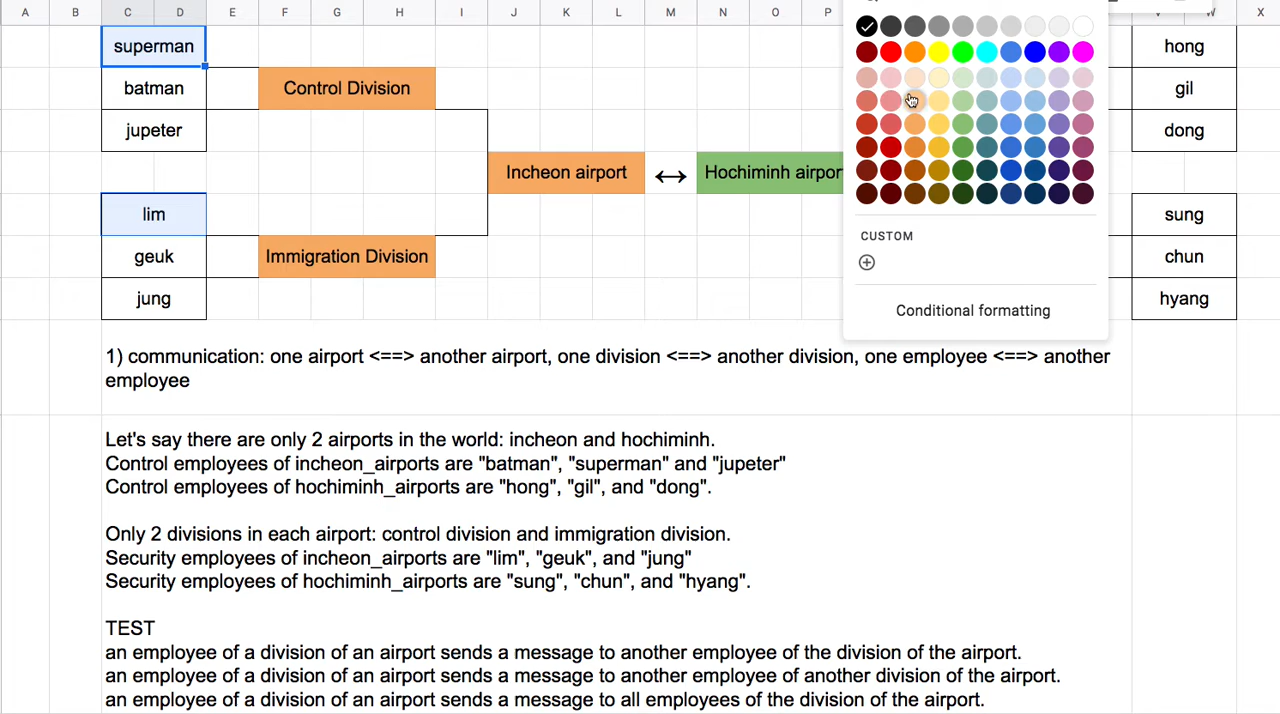 A B C D E F G H I J K L M N O P V W X
superman
hong
batman
Control Division
gil
jupeter
dong
Incheon airport ↔ Hochiminh airpor
lim
sung
CUSTOM
geuk
Immigration Division
chun
jung
hyang
Conditional formatting
1) communication: one airport <==> another airport, one division <==> another division, one employee <==> another
employee
Let's say there are only 2 airports in the world: incheon and hochiminh.
Control employees of incheon_airports are "batman", "superman" and "jupeter"
Control employees of hochiminh_airports are "hong", "gil", and "dong".
Only 2 divisions in each airport: control division and immigration division.
Security employees of incheon_airports are "lim", "geuk", and "jung"
Security employees of hochiminh_airports are "sung", "chun", and "hyang".
TEST
an employee of a division of an airport sends a message to another employee of the division of the airport.
an employee of a division of an airport sends a message to another employee of another division of the airport.
an employee of a division of an airport sends a message to all employees of the division of the airport.